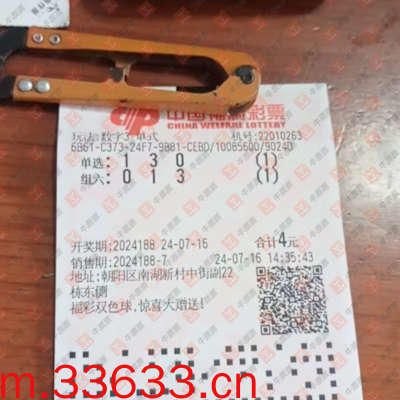 中国福利彩票
CHINA WELFARE LOTTERY
玩法:数字3 单式 机号:22010263
6B61-C373-24F7-9B81-CEBD/10085600/9024D
单选: 1 3 0 (1)
组六: 0 1 3 (1)
开奖期:2024188 24-07-16 合计4元
销售期:2024188-7 24-07-16 14:35:43
地址:朝阳区南湖新村中街副22
栋东侧
福彩双色球,惊喜大赠送!
m.33633.cn